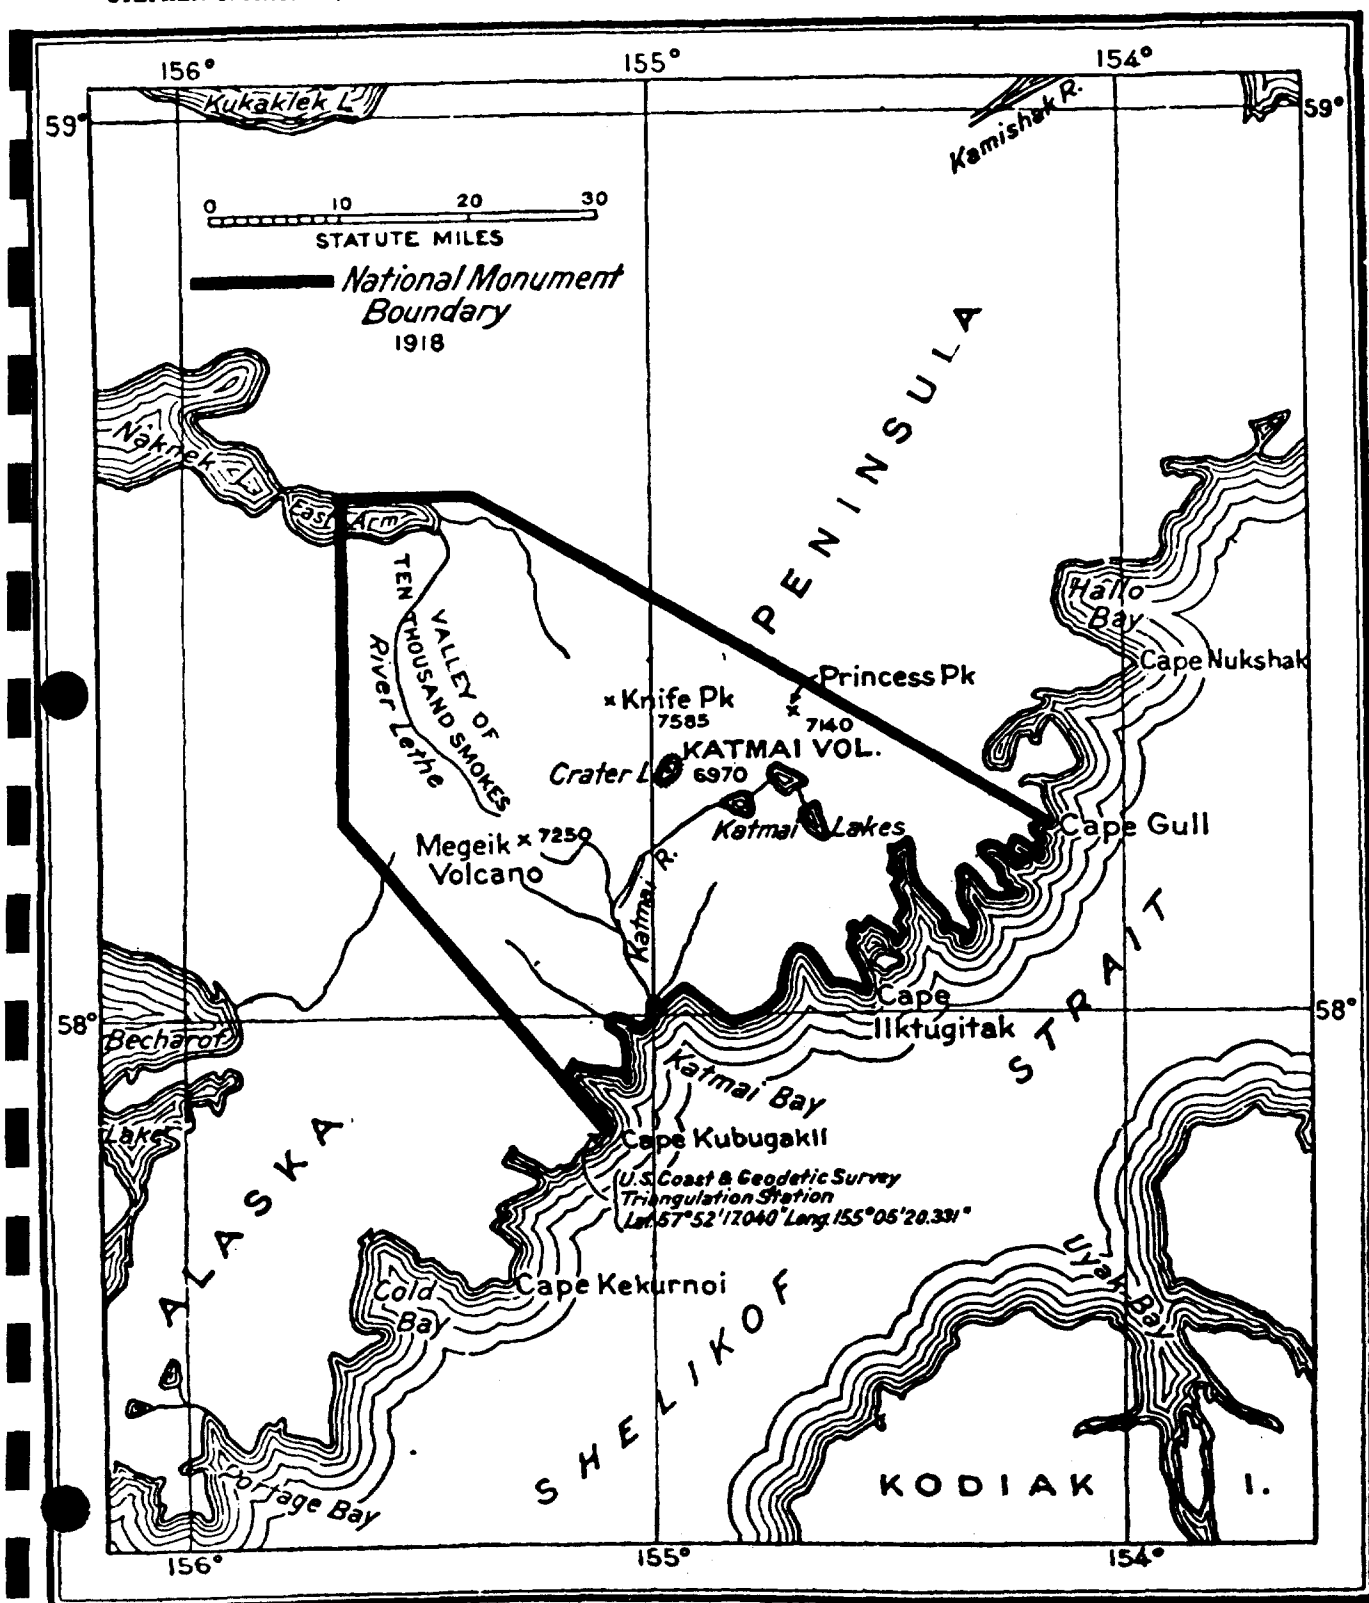 156° 155° 154°
Kukaklek L.
Kamishak R.
59° 59°
0 10 20 30
STATUTE MILES
National Monument
Boundary
1918
PENINSULA
Naknek L.
East Arm
Hallo
Bay
Cape Nukshak
VALLEY OF
TEN THOUSAND SMOKES
River Lethe
Princess Pk
7140
Knife Pk
7585
KATMAI VOL.
6970
Crater L.
Katmai Lakes
Cape Gull
Megeik
Volcano
7250
Katmai R.
Cape
Ilktugitak
58° 58°
Becharof
Lake
Katmai Bay
Cape Kubugakli
U.S. Coast & Geodetic Survey
Triangulation Station
Lat. 57°52'17.040" Long. 155°05'20.331"
ALASKA
Cape Kekurnoi
Cold
Bay
SHELIKOF STRAIT
Uyak Bay
Portage Bay
KODIAK I.
156° 155° 154°